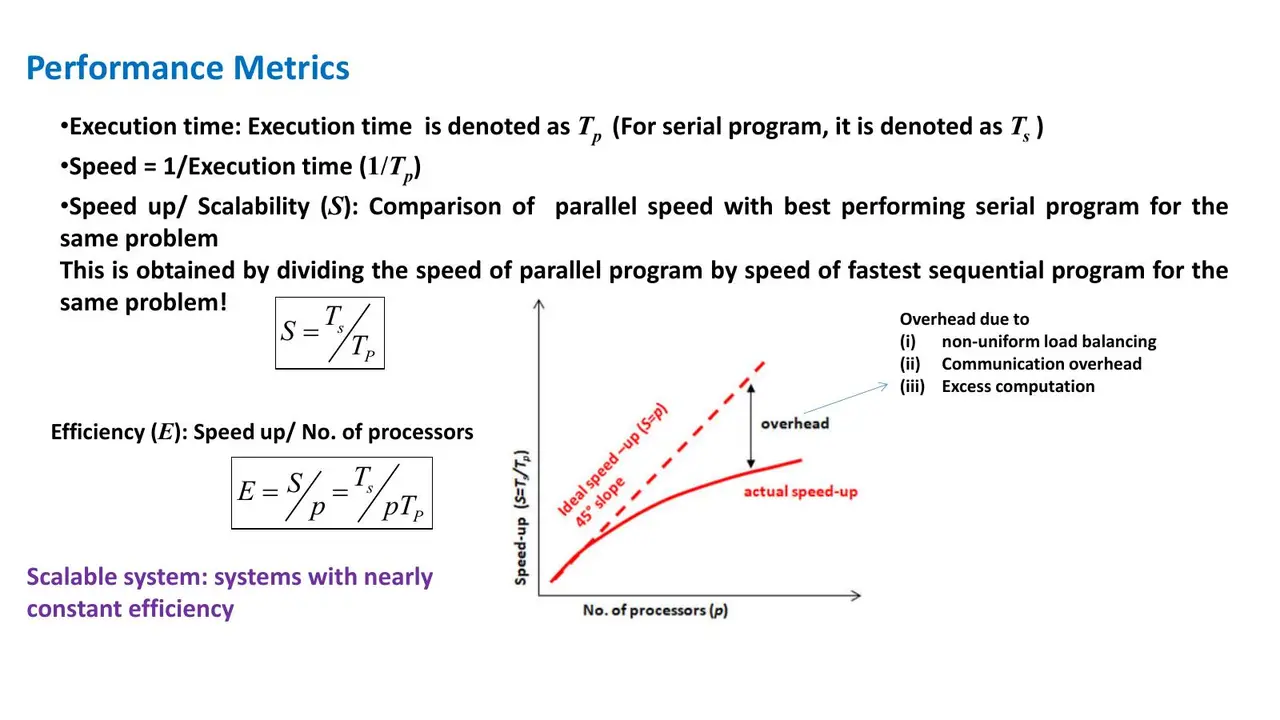 Performance Metrics
•Execution time: Execution time is denoted as Tp (For serial program, it is denoted as Ts )
•Speed = 1/Execution time (1/Tp)
•Speed up/ Scalability (S): Comparison of parallel speed with best performing serial program for the
same problem
This is obtained by dividing the speed of parallel program by speed of fastest sequential program for the
same problem!
S = Ts/TP
Efficiency (E): Speed up/ No. of processors
E = S/p = Ts/pTP
Scalable system: systems with nearly
constant efficiency
Speed-up (S=Ts/Tp)
Ideal speed –up (S=p)
45° slope
overhead
actual speed-up
No. of processors (p)
Overhead due to
(i) non-uniform load balancing
(ii) Communication overhead
(iii) Excess computation